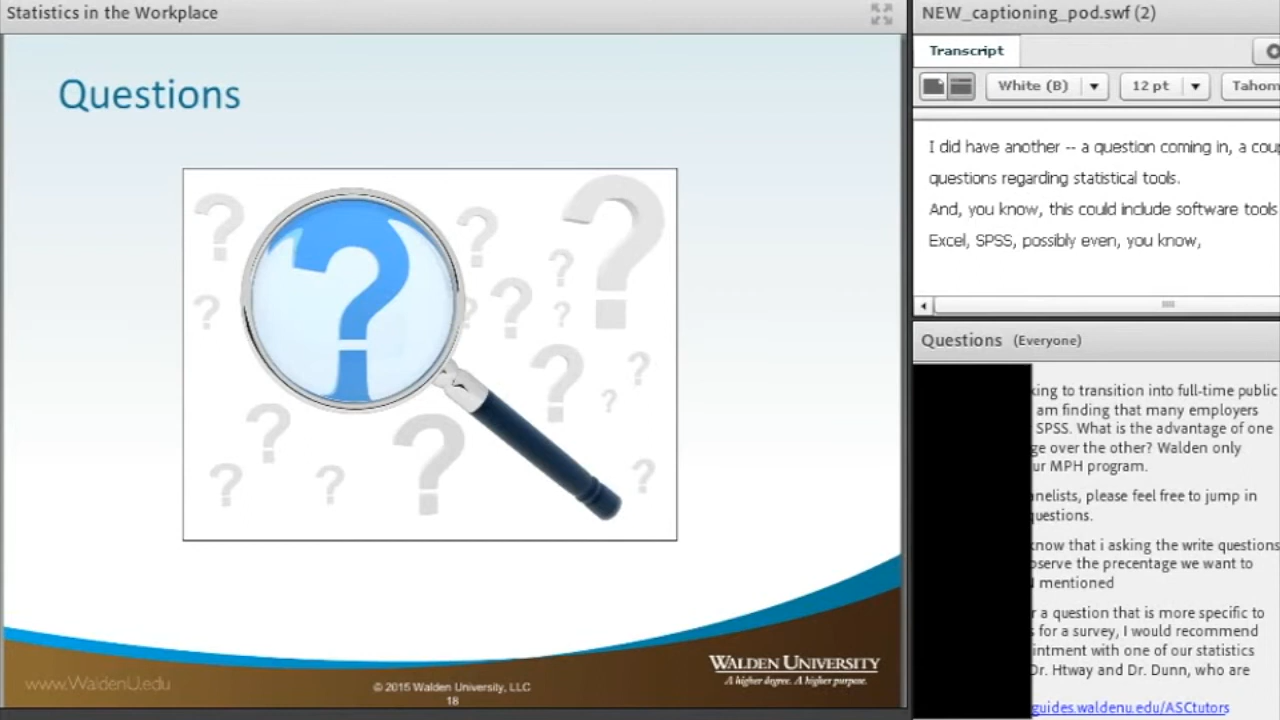 Statistics in the Workplace
Questions
www.WaldenU.edu
© 2015 Walden University, LLC
18
WALDEN UNIVERSITY
A higher degree. A higher purpose.
NEW_captioning_pod.swf (2)
Transcript
White (B)
12 pt
Tahom
I did have another -- a question coming in, a cou
questions regarding statistical tools.
And, you know, this could include software tools
Excel, SPSS, possibly even, you know,
Questions (Everyone)
king to transition into full-time public
am finding that many employers
SPSS. What is the advantage of one
ge over the other? Walden only
ur MPH program.
anelists, please feel free to jump in
questions.
know that i asking the write questions
bserve the precentage we want to
mentioned
r a question that is more specific to
s for a survey, I would recommend
intment with one of our statistics
Dr. Htway and Dr. Dunn, who are
guides.waldenu.edu/ASCtutors